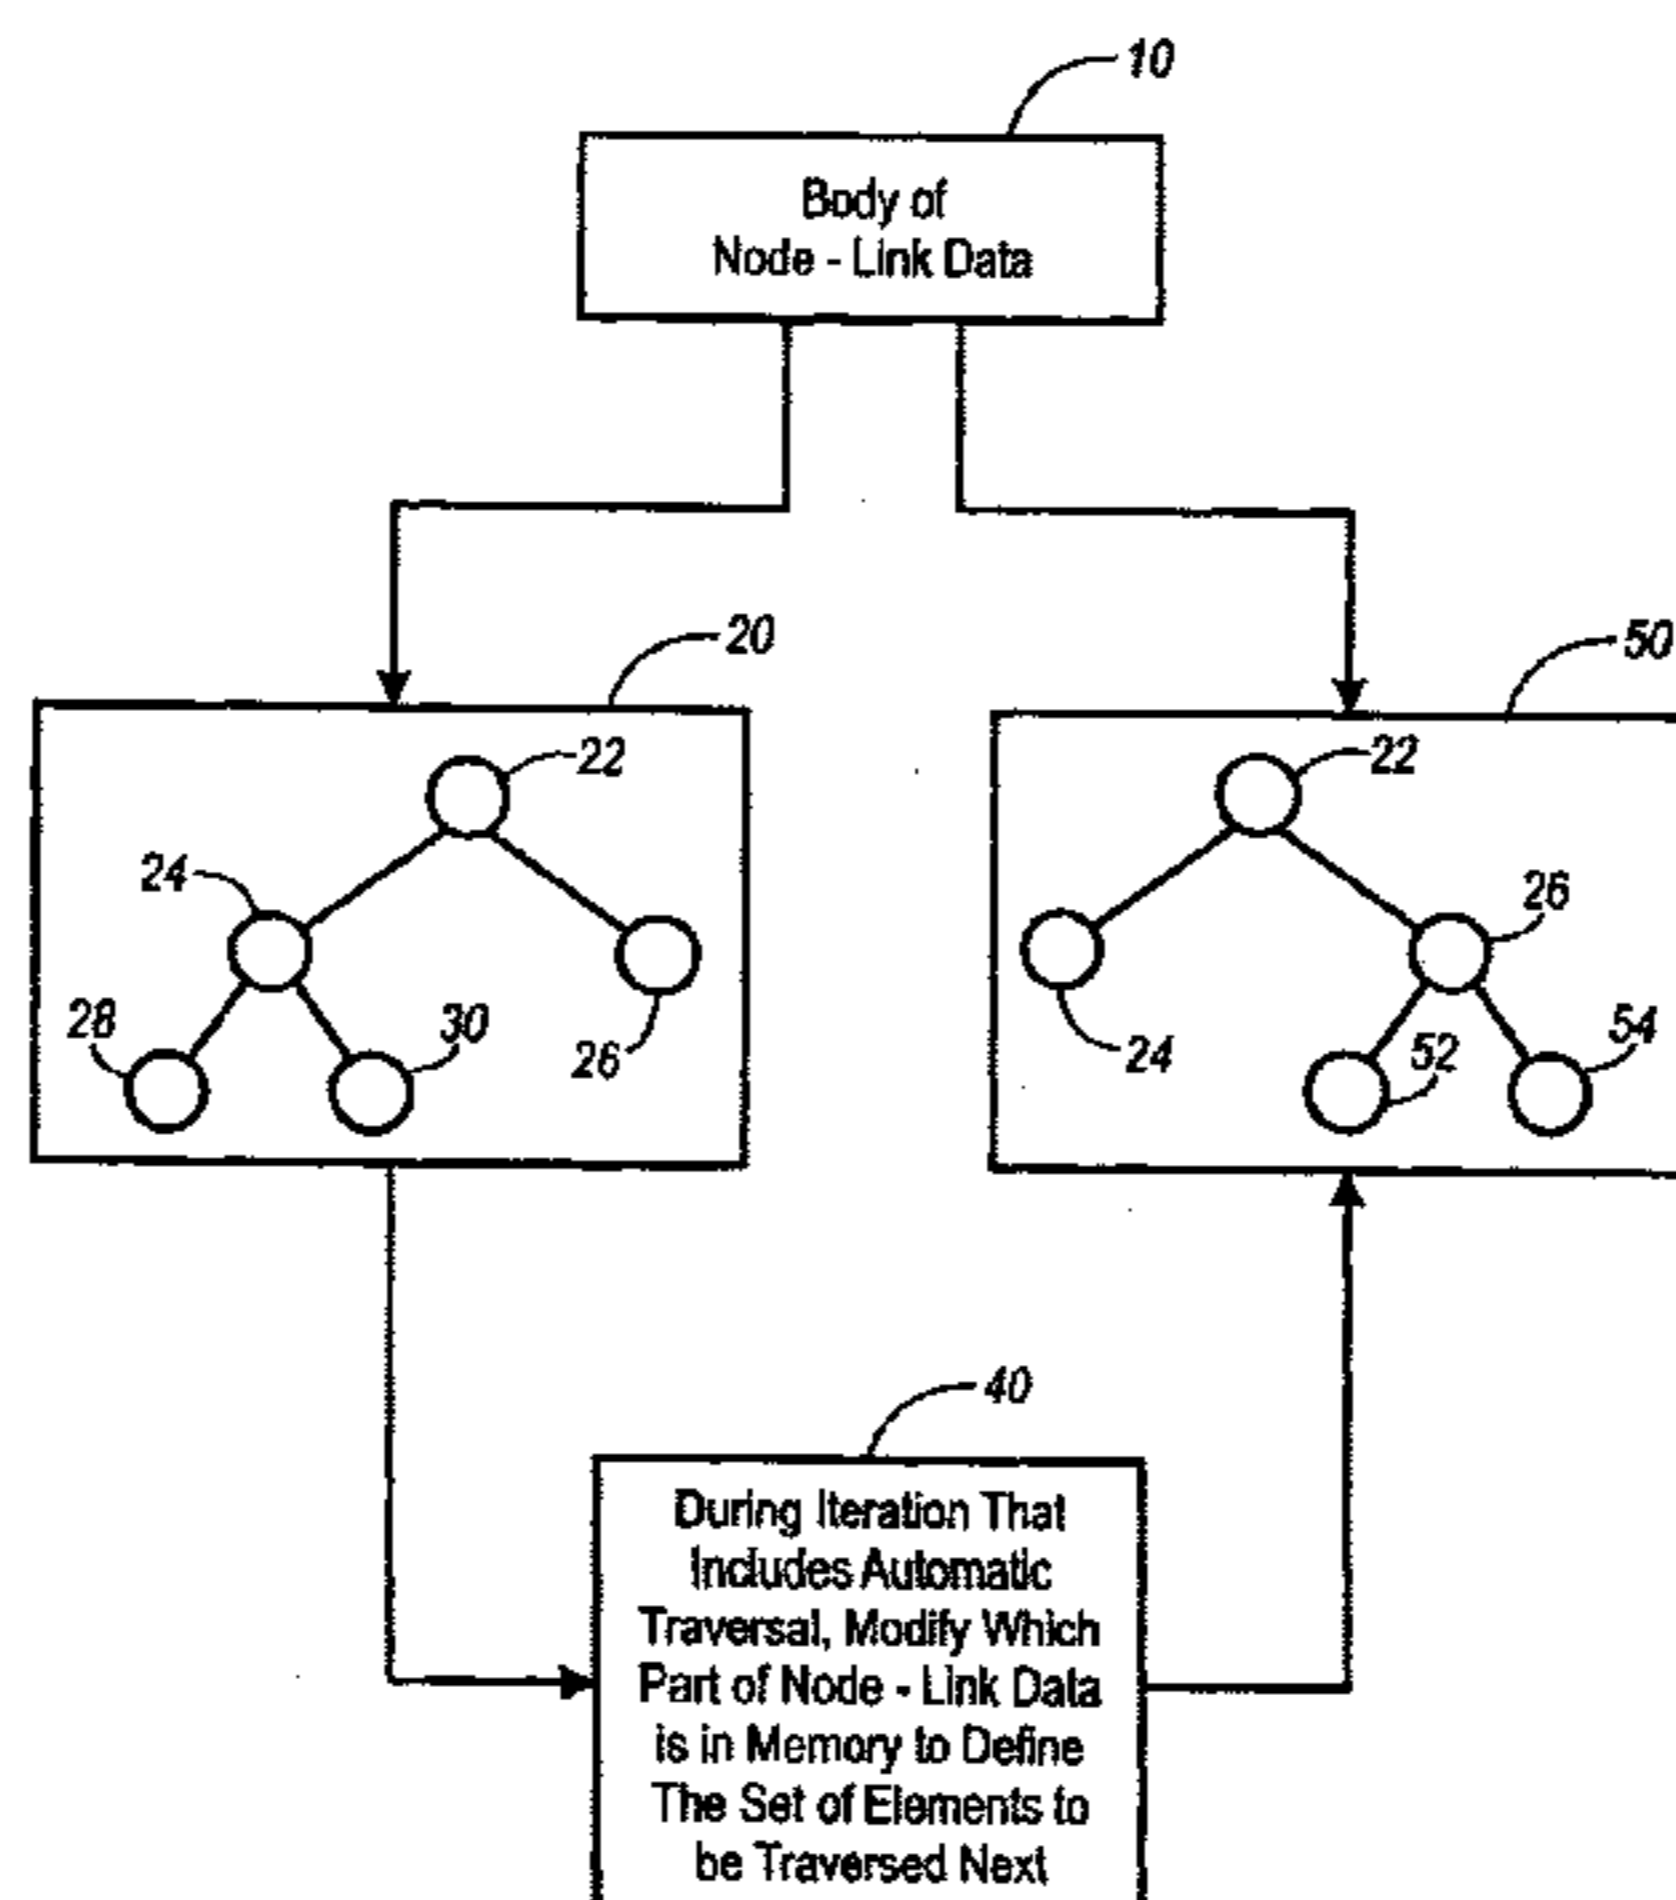 10
Body of
Node - Link Data
20
50
22
22
24
26
28
30
26
24
52
54
40
During Iteration That
Includes Automatic
Traversal, Modify Which
Part of Node - Link Data
is in Memory to Define
The Set of Elements to
be Traversed Next